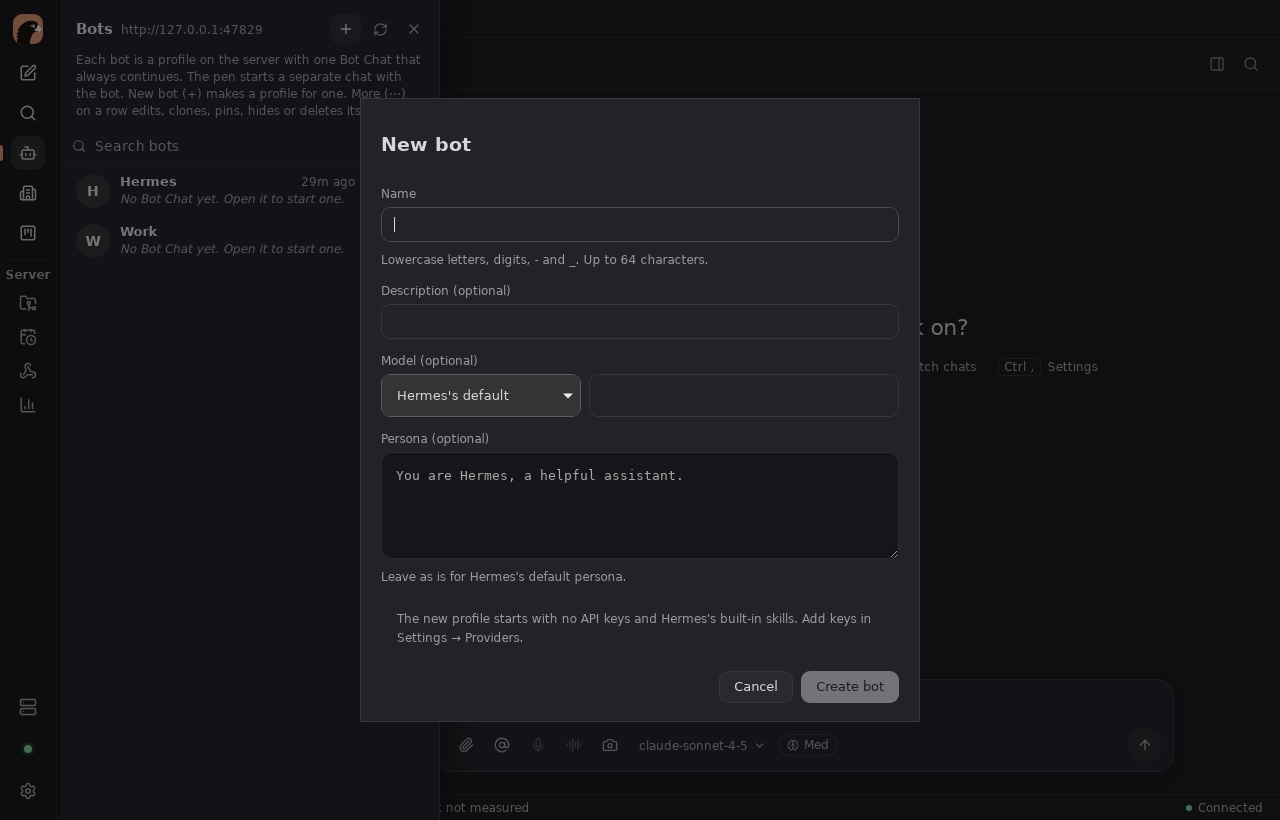 Bots http://127.0.0.1:47829
Each bot is a profile on the server with one Bot Chat that
always continues. The pen starts a separate chat with
the bot. New bot (+) makes a profile for one. More (···)
on a row edits, clones, pins, hides or deletes its
Search bots
H Hermes 29m ago
No Bot Chat yet. Open it to start one.
W Work
No Bot Chat yet. Open it to start one.
Server
New bot
Name
Lowercase letters, digits, - and _. Up to 64 characters.
Description (optional)
Model (optional)
Hermes's default
Persona (optional)
You are Hermes, a helpful assistant.
Leave as is for Hermes's default persona.
The new profile starts with no API keys and Hermes's built-in skills. Add keys in
Settings → Providers.
Cancel Create bot
on?
chats Ctrl , Settings
claude-sonnet-4-5 Med
not measured
Connected